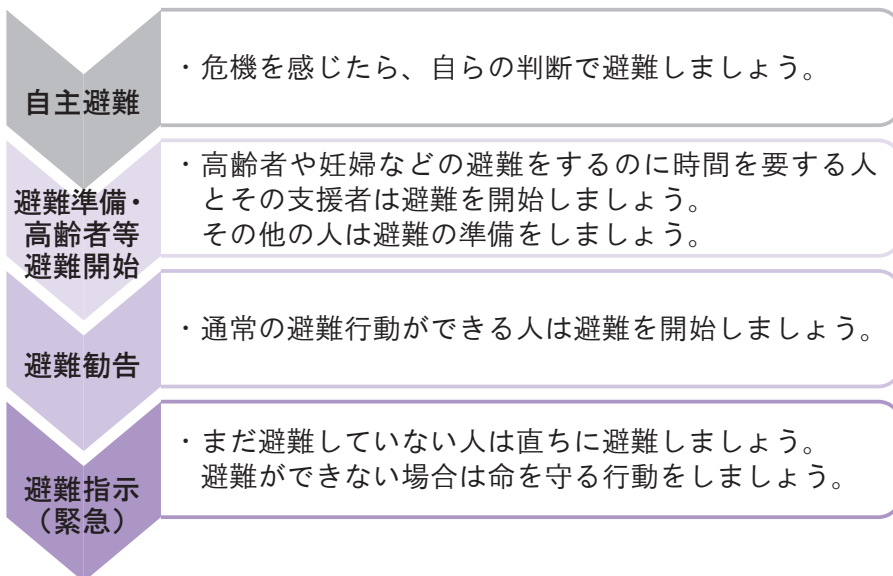 自主避難
・危機を感じたら、自らの判断で避難しましょう。
避難準備・
高齢者等
避難開始
・高齢者や妊婦などの避難をするのに時間を要する人
とその支援者は避難を開始しましょう。
その他の人は避難の準備をしましょう。
避難勧告
・通常の避難行動ができる人は避難を開始しましょう。
避難指示
（緊急）
・まだ避難していない人は直ちに避難しましょう。
避難ができない場合は命を守る行動をしましょう。